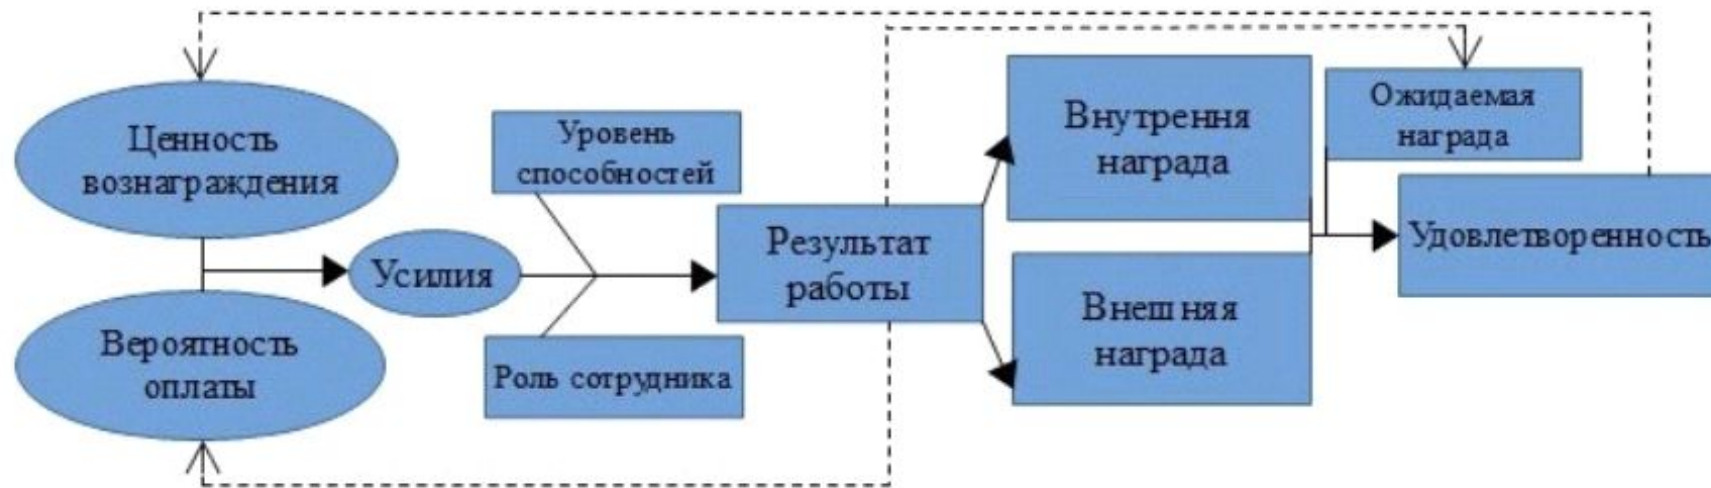 Ценность
вознаграждения
Вероятность
оплаты
Усилия
Уровень
способностей
Роль сотрудника
Результат
работы
Внутрення
награда
Внешняя
награда
Ожидаемая
награда
Удовлетворенность